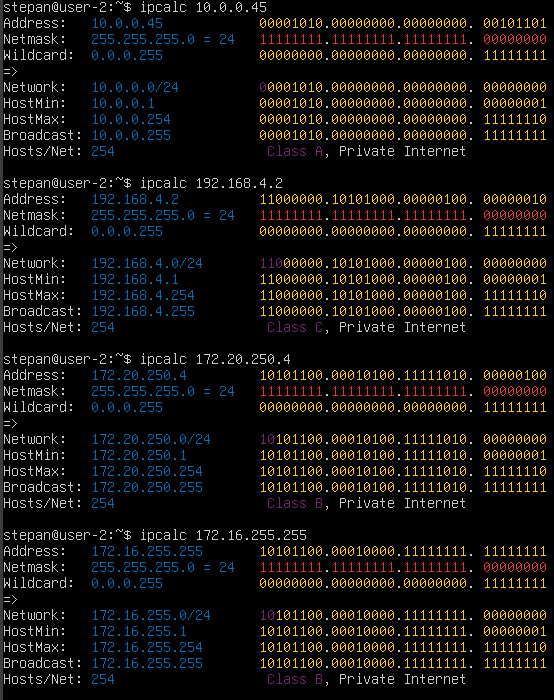 stepan@user-2:~$ ipcalc 10.0.0.45
Address:   10.0.0.45            00001010.00000000.00000000. 00101101
Netmask:   255.255.255.0 = 24   11111111.11111111.11111111. 00000000
Wildcard:  0.0.0.255            00000000.00000000.00000000. 11111111
=>
Network:   10.0.0.0/24          00001010.00000000.00000000. 00000000
HostMin:   10.0.0.1             00001010.00000000.00000000. 00000001
HostMax:   10.0.0.254           00001010.00000000.00000000. 11111110
Broadcast: 10.0.0.255           00001010.00000000.00000000. 11111111
Hosts/Net: 254                   Class A, Private Internet
stepan@user-2:~$ ipcalc 192.168.4.2
Address:   192.168.4.2          11000000.10101000.00000100. 00000010
Netmask:   255.255.255.0 = 24   11111111.11111111.11111111. 00000000
Wildcard:  0.0.0.255            00000000.00000000.00000000. 11111111
=>
Network:   192.168.4.0/24       11000000.10101000.00000100. 00000000
HostMin:   192.168.4.1          11000000.10101000.00000100. 00000001
HostMax:   192.168.4.254        11000000.10101000.00000100. 11111110
Broadcast: 192.168.4.255        11000000.10101000.00000100. 11111111
Hosts/Net: 254                   Class C, Private Internet
stepan@user-2:~$ ipcalc 172.20.250.4
Address:   172.20.250.4         10101100.00010100.11111010. 00000100
Netmask:   255.255.255.0 = 24   11111111.11111111.11111111. 00000000
Wildcard:  0.0.0.255            00000000.00000000.00000000. 11111111
=>
Network:   172.20.250.0/24      10101100.00010100.11111010. 00000000
HostMin:   172.20.250.1         10101100.00010100.11111010. 00000001
HostMax:   172.20.250.254       10101100.00010100.11111010. 11111110
Broadcast: 172.20.250.255       10101100.00010100.11111010. 11111111
Hosts/Net: 254                   Class B, Private Internet
stepan@user-2:~$ ipcalc 172.16.255.255
Address:   172.16.255.255       10101100.00010000.11111111. 11111111
Netmask:   255.255.255.0 = 24   11111111.11111111.11111111. 00000000
Wildcard:  0.0.0.255            00000000.00000000.00000000. 11111111
=>
Network:   172.16.255.0/24      10101100.00010000.11111111. 00000000
HostMin:   172.16.255.1         10101100.00010000.11111111. 00000001
HostMax:   172.16.255.254       10101100.00010000.11111111. 11111110
Broadcast: 172.16.255.255       10101100.00010000.11111111. 11111111
Hosts/Net: 254                   Class B, Private Internet